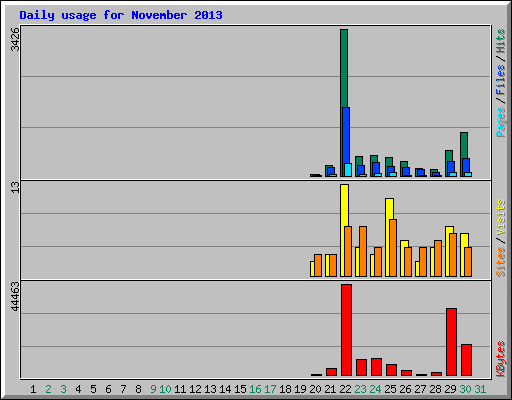 Daily usage for November 2013
3426
Pages/Files/Hits
13
Sites/Visits
44463
KBytes
1 2 3 4 5 6 7 8 9 10 11 12 13 14 15 16 17 18 19 20 21 22 23 24 25 26 27 28 29 30 31